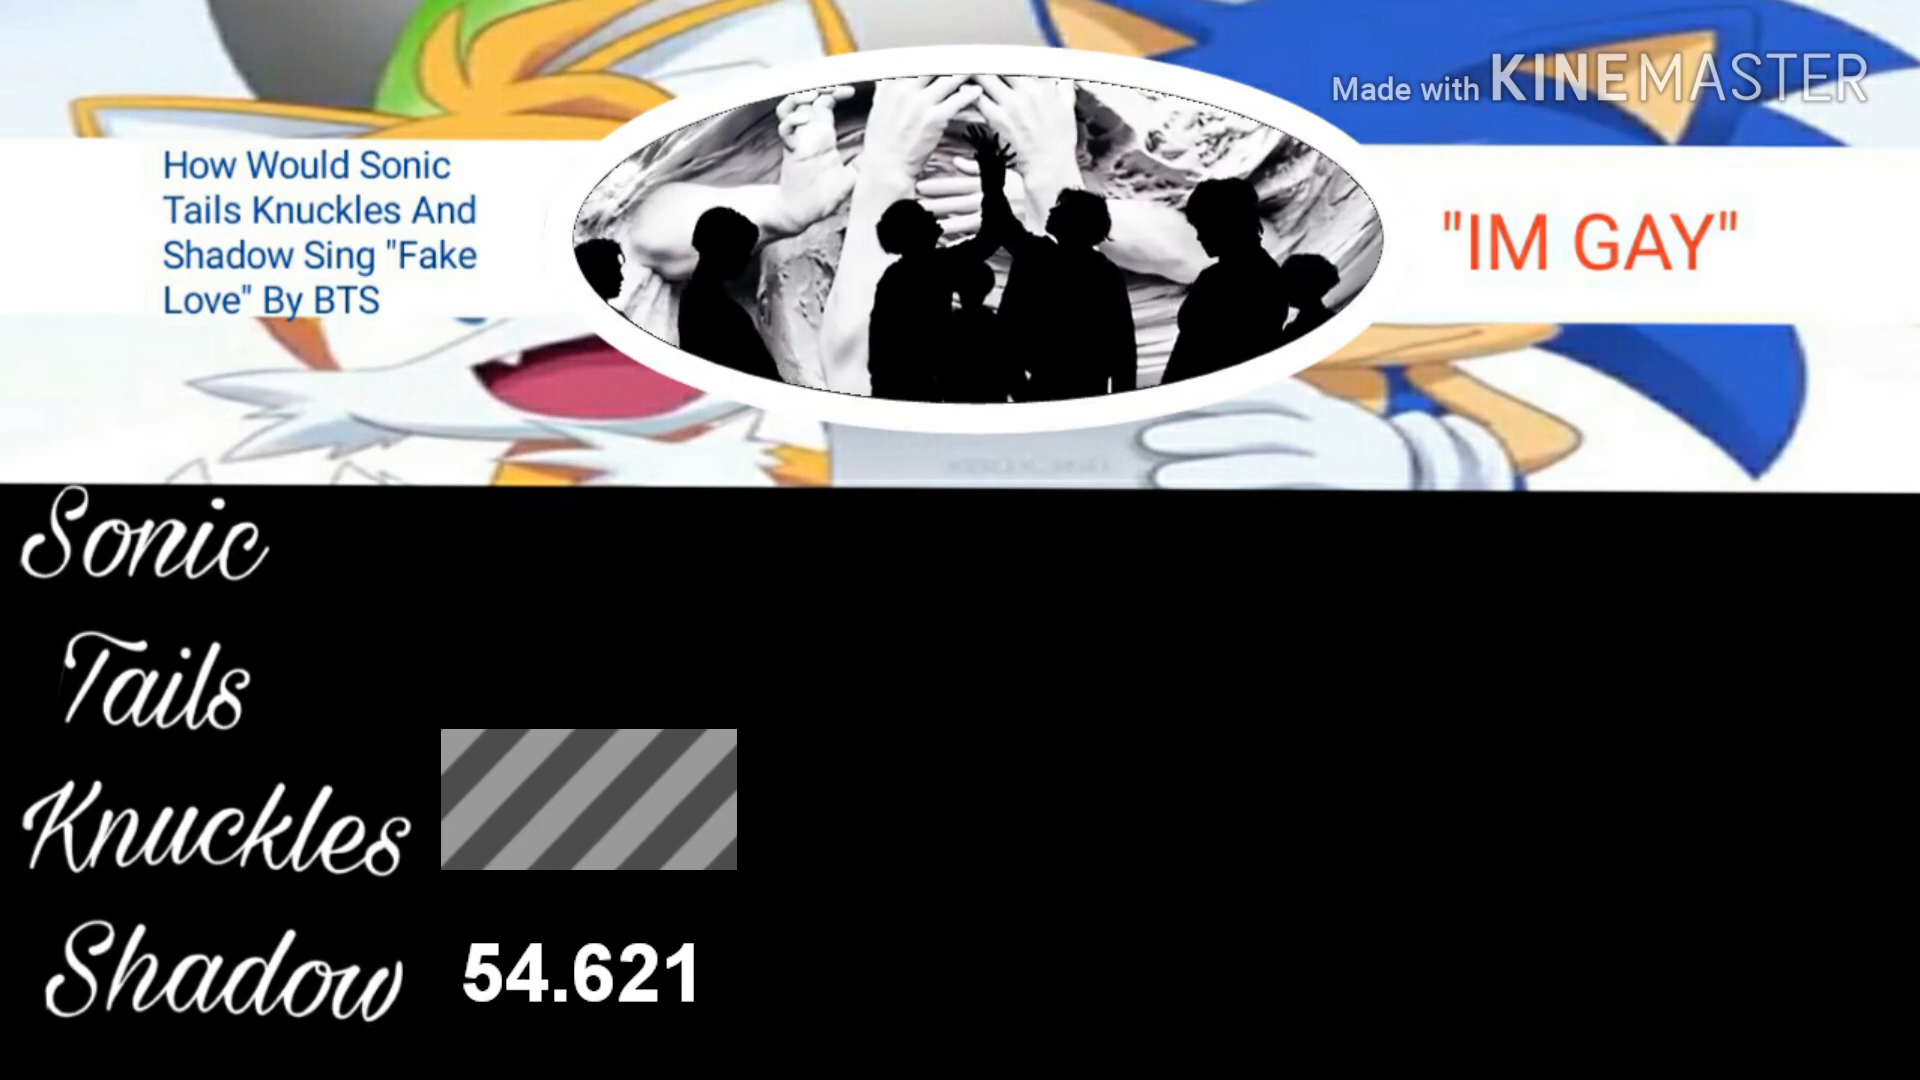 Made with KINEMASTER
How Would Sonic
Tails Knuckles And
Shadow Sing "Fake
Love" By BTS
"IM GAY"
Sonic
Tails
Knuckles
Shadow 54.621